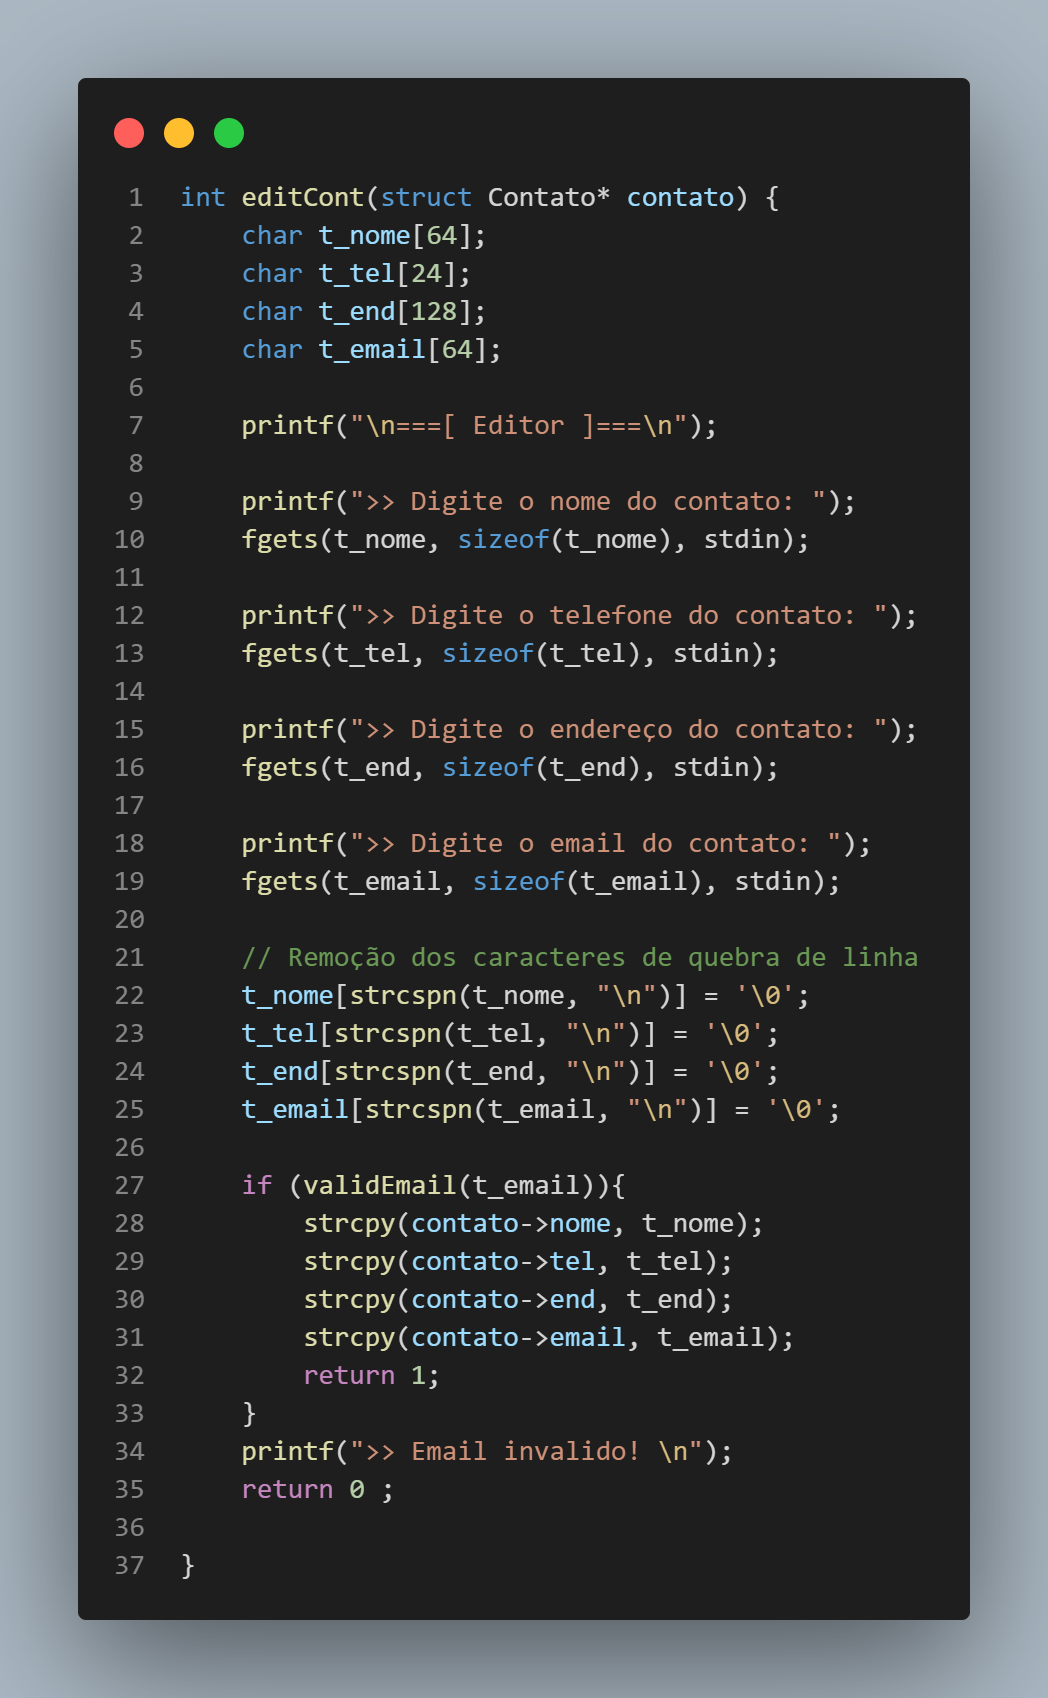 1 int editCont(struct Contato* contato) {
2     char t_nome[64];
3     char t_tel[24];
4     char t_end[128];
5     char t_email[64];
6
7     printf("\n===[ Editor ]===\n");
8
9     printf(">> Digite o nome do contato: ");
10     fgets(t_nome, sizeof(t_nome), stdin);
11
12     printf(">> Digite o telefone do contato: ");
13     fgets(t_tel, sizeof(t_tel), stdin);
14
15     printf(">> Digite o endereço do contato: ");
16     fgets(t_end, sizeof(t_end), stdin);
17
18     printf(">> Digite o email do contato: ");
19     fgets(t_email, sizeof(t_email), stdin);
20
21     // Remoção dos caracteres de quebra de linha
22     t_nome[strcspn(t_nome, "\n")] = '\0';
23     t_tel[strcspn(t_tel, "\n")] = '\0';
24     t_end[strcspn(t_end, "\n")] = '\0';
25     t_email[strcspn(t_email, "\n")] = '\0';
26
27     if (validEmail(t_email)){
28         strcpy(contato->nome, t_nome);
29         strcpy(contato->tel, t_tel);
30         strcpy(contato->end, t_end);
31         strcpy(contato->email, t_email);
32         return 1;
33     }
34     printf(">> Email invalido! \n");
35     return 0 ;
36
37 }